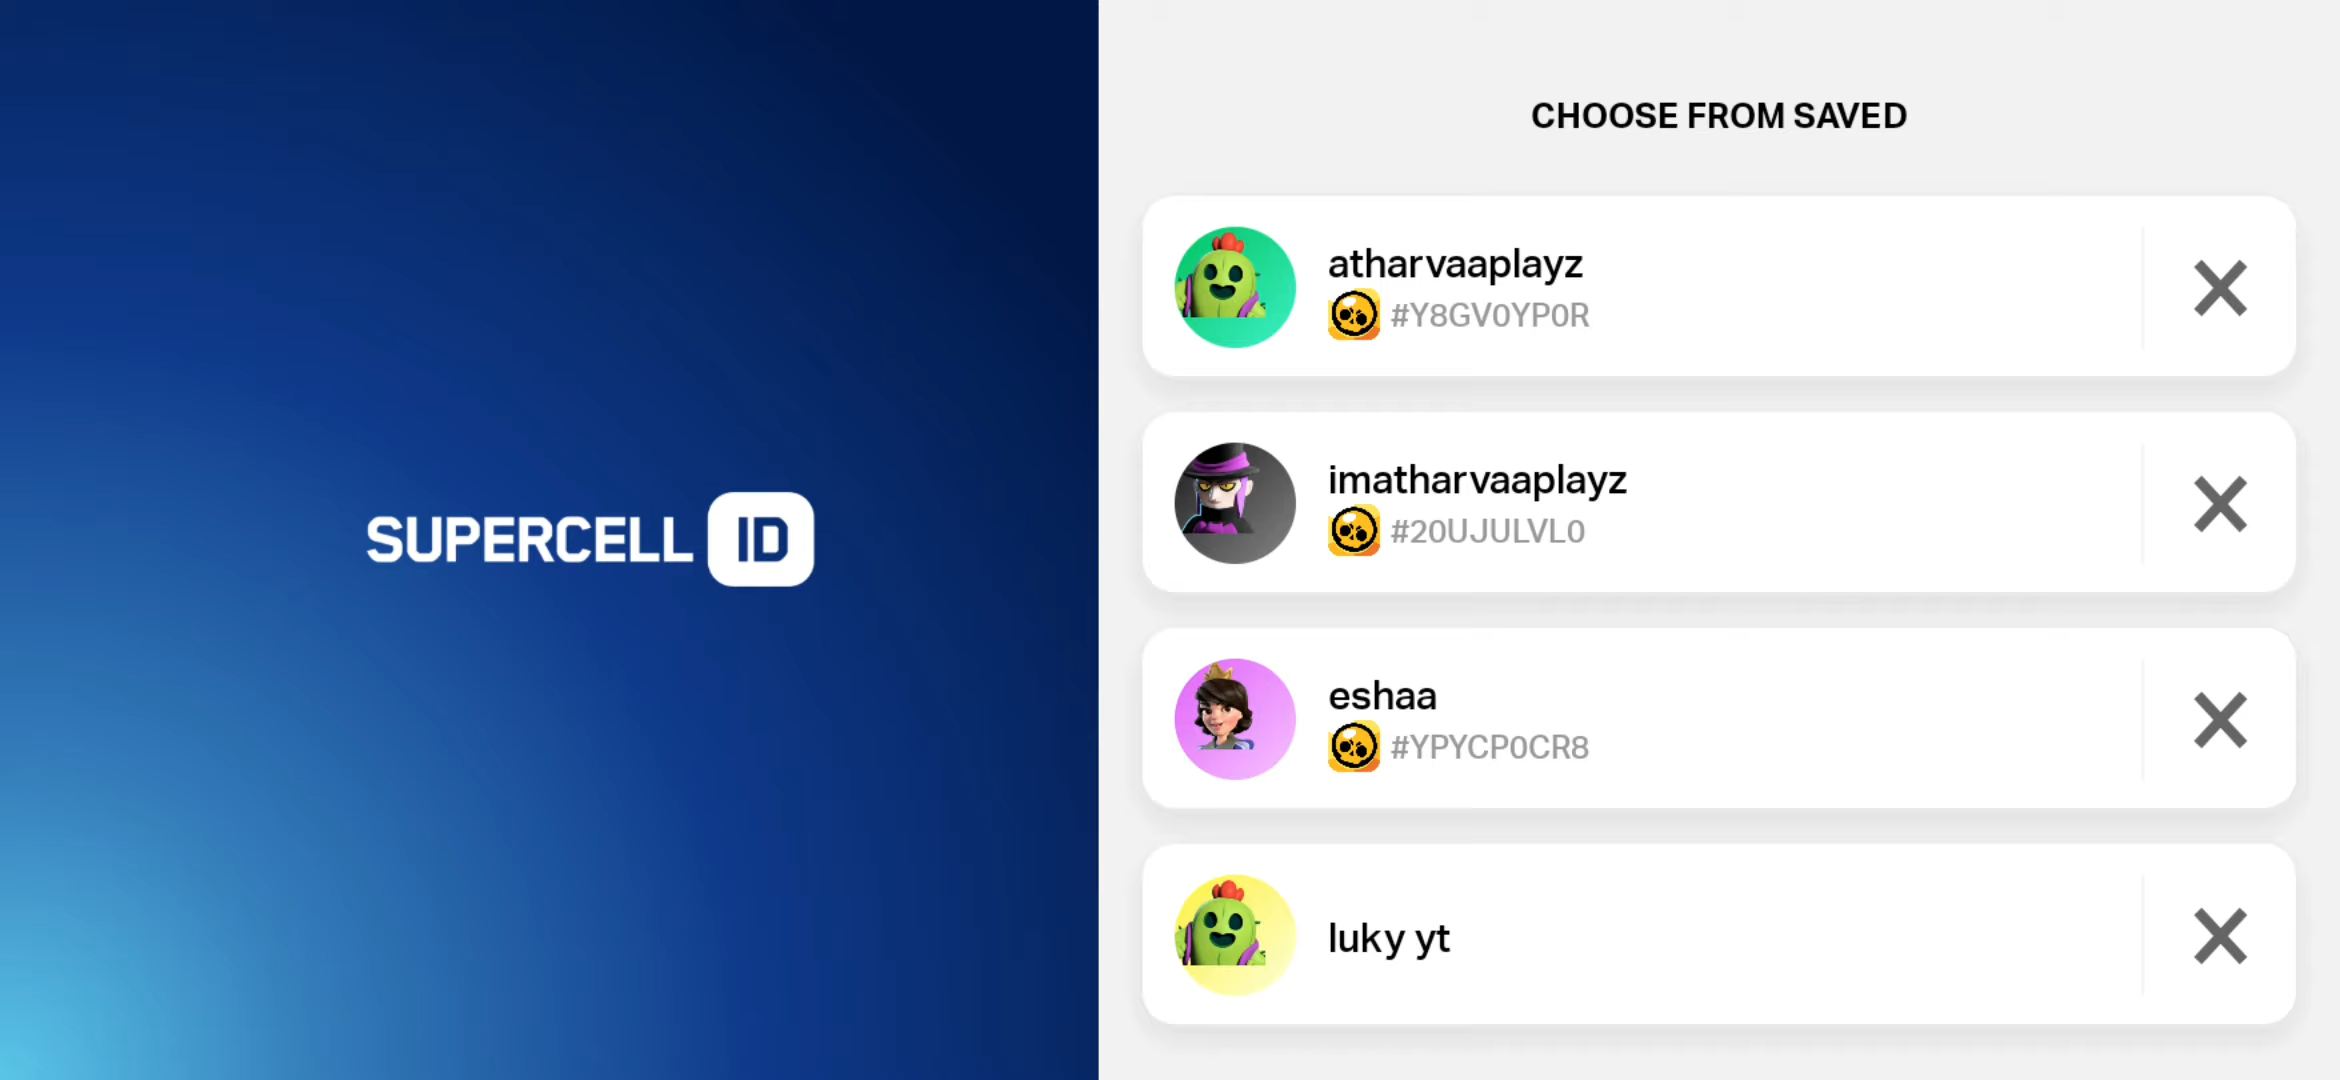 SUPERCELL ID
CHOOSE FROM SAVED
atharvaaplayz
#Y8GV0YP0R
imatharvaaplayz
#20UJULVL0
eshaa
#YPYCP0CR8
luky yt